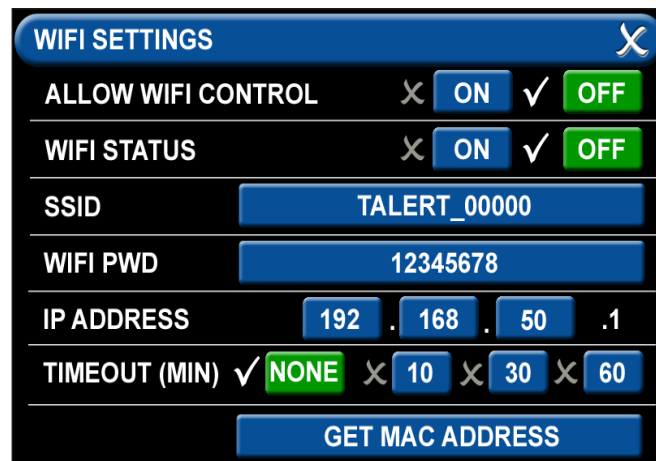 WIFI SETTINGS
ALLOW WIFI CONTROL ON OFF
WIFI STATUS ON OFF
SSID TALERT_00000
WIFI PWD 12345678
IP ADDRESS 192 . 168 . 50 .1
TIMEOUT (MIN) NONE 10 30 60
GET MAC ADDRESS